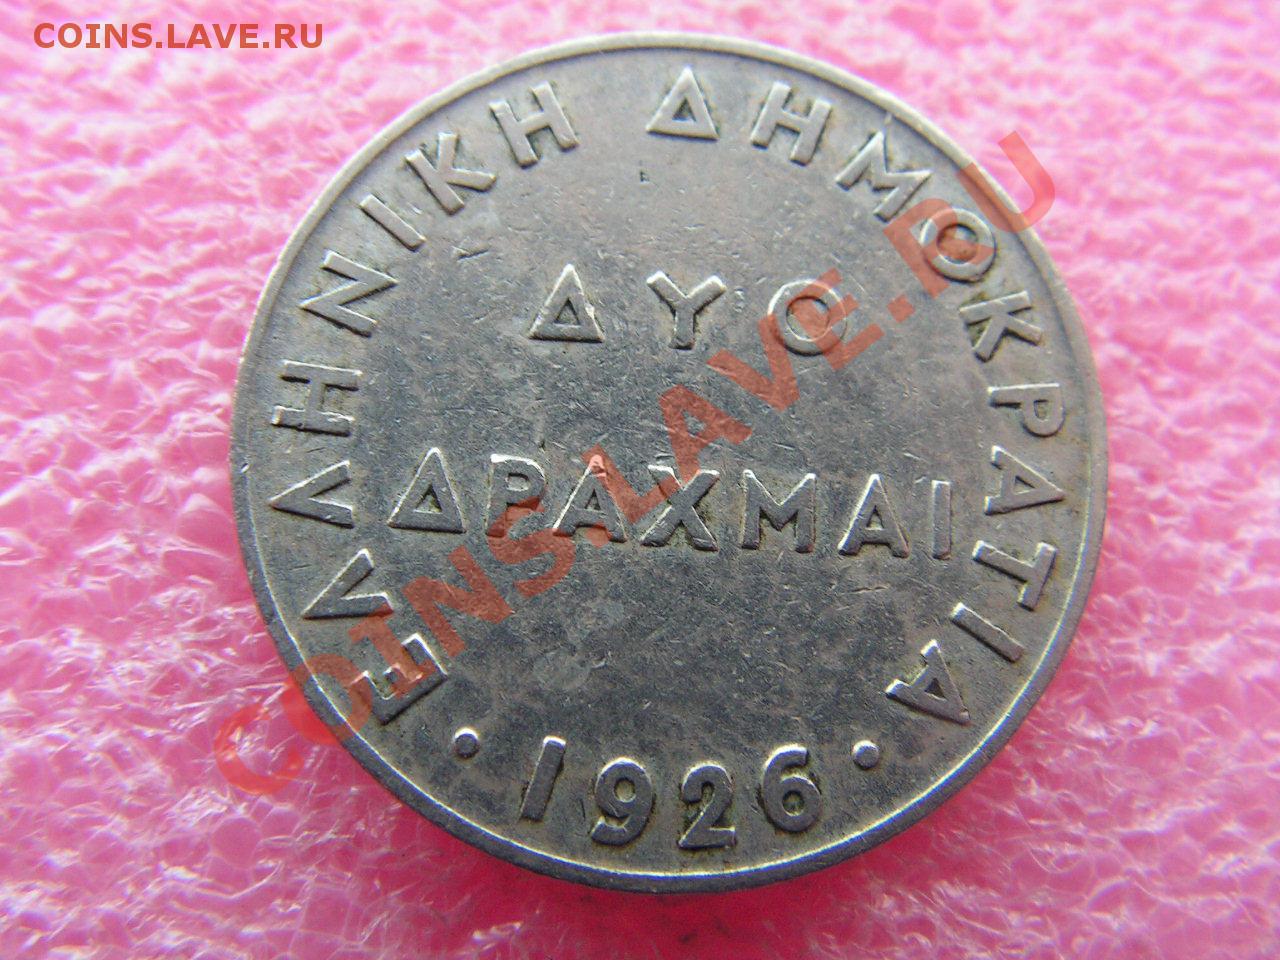 COINS.LAVE.RU
ΕΛΛΗΝΙΚΗ ΔΗΜΟΚΡΑΤΙΑ
ΔΥΟ
ΔΡΑΧΜΑΙ
·1926·
COINS.LAVE.RU